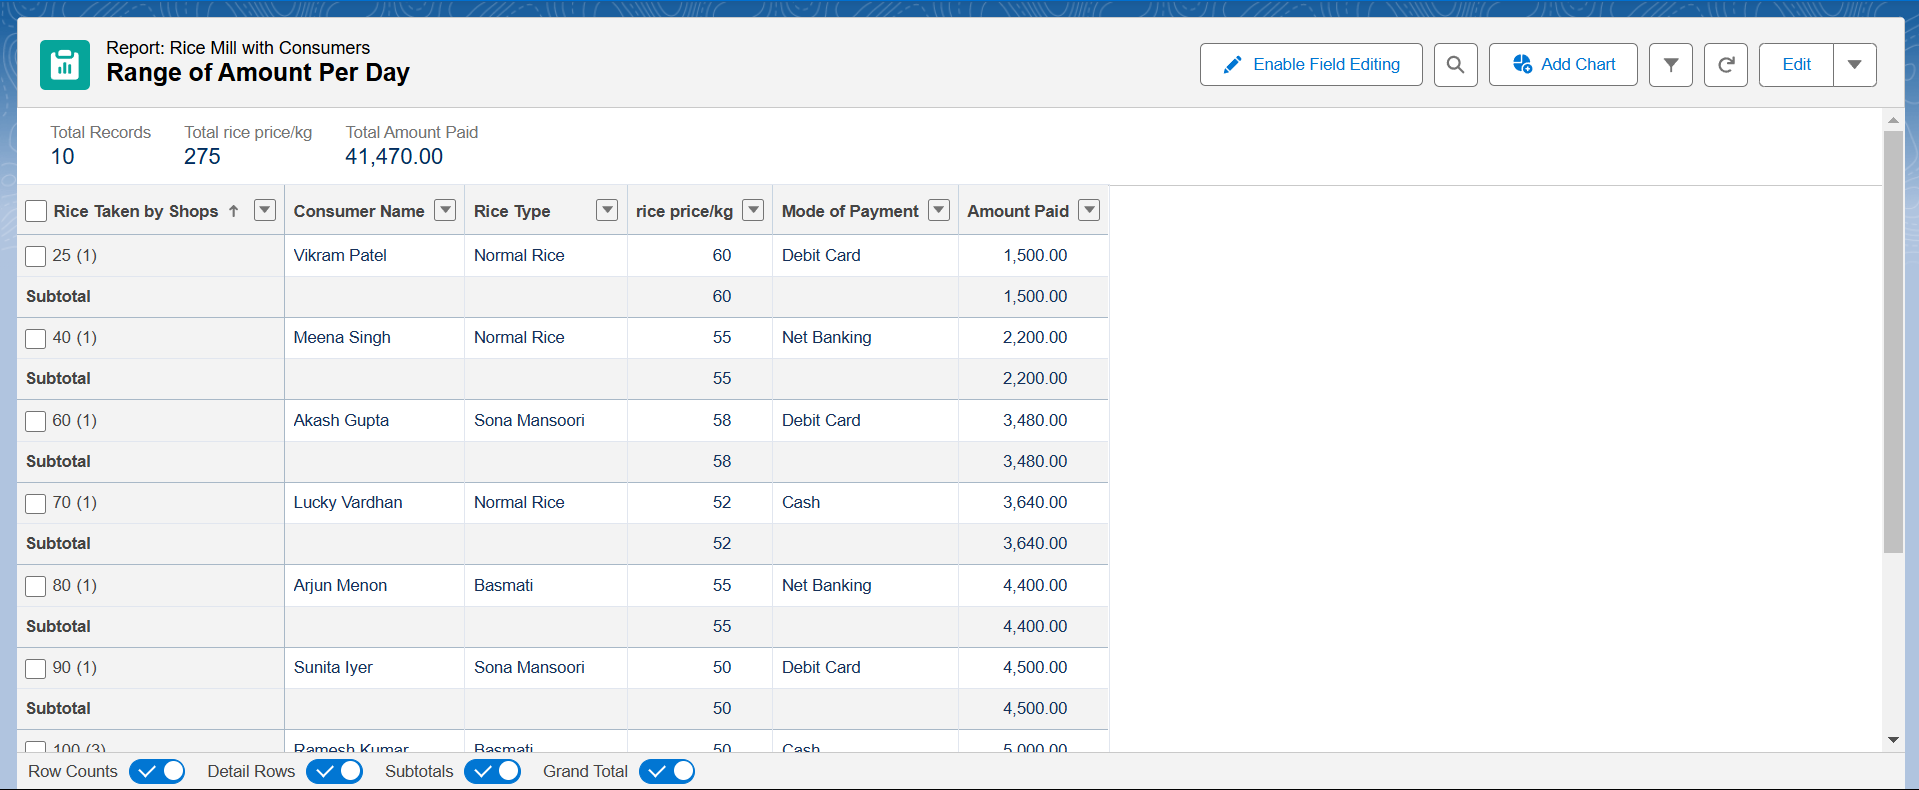 Report: Rice Mill with Consumers
Range of Amount Per Day
Enable Field Editing
Add Chart
Edit
Total Records Total rice price/kg Total Amount Paid
10 275 41,470.00
Rice Taken by Shops Consumer Name Rice Type rice price/kg Mode of Payment Amount Paid
25 (1) Vikram Patel Normal Rice 60 Debit Card 1,500.00
Subtotal 60 1,500.00
40 (1) Meena Singh Normal Rice 55 Net Banking 2,200.00
Subtotal 55 2,200.00
60 (1) Akash Gupta Sona Mansoori 58 Debit Card 3,480.00
Subtotal 58 3,480.00
70 (1) Lucky Vardhan Normal Rice 52 Cash 3,640.00
Subtotal 52 3,640.00
80 (1) Arjun Menon Basmati 55 Net Banking 4,400.00
Subtotal 55 4,400.00
90 (1) Sunita Iyer Sona Mansoori 50 Debit Card 4,500.00
Subtotal 50 4,500.00
100 (3) Ramesh Kumar Basmati 50 Cash 5,000.00
Row Counts Detail Rows Subtotals Grand Total